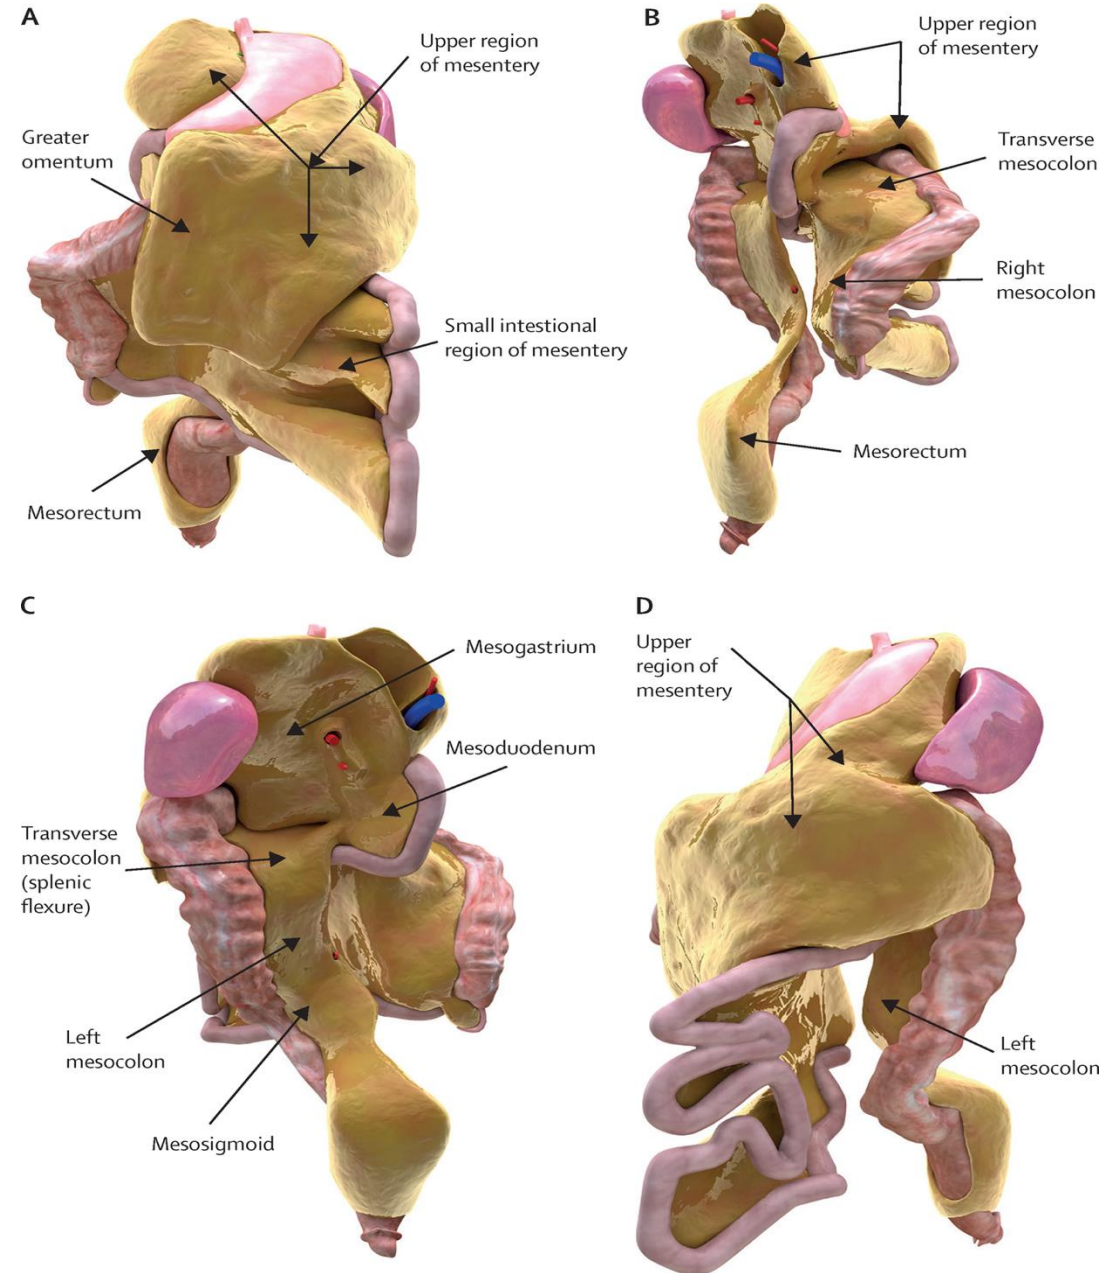 A
Upper region
of mesentery
Greater
omentum
Small intestional
region of mesentery
Mesorectum
B
Upper region
of mesentery
Transverse
mesocolon
Right
mesocolon
Mesorectum
C
Mesogastrium
Mesoduodenum
Transverse
mesocolon
(splenic
flexure)
Left
mesocolon
Mesosigmoid
D
Upper
region of
mesentery
Left
mesocolon